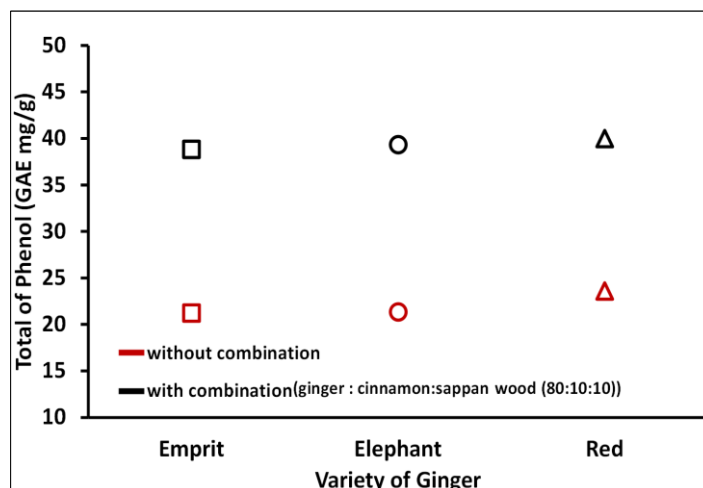 Total of Phenol (GAE mg/g)
50
45
40
35
30
25
20
15
10
without combination
with combination(ginger : cinnamon:sappan wood (80:10:10))
Emprit Elephant Red
Variety of Ginger